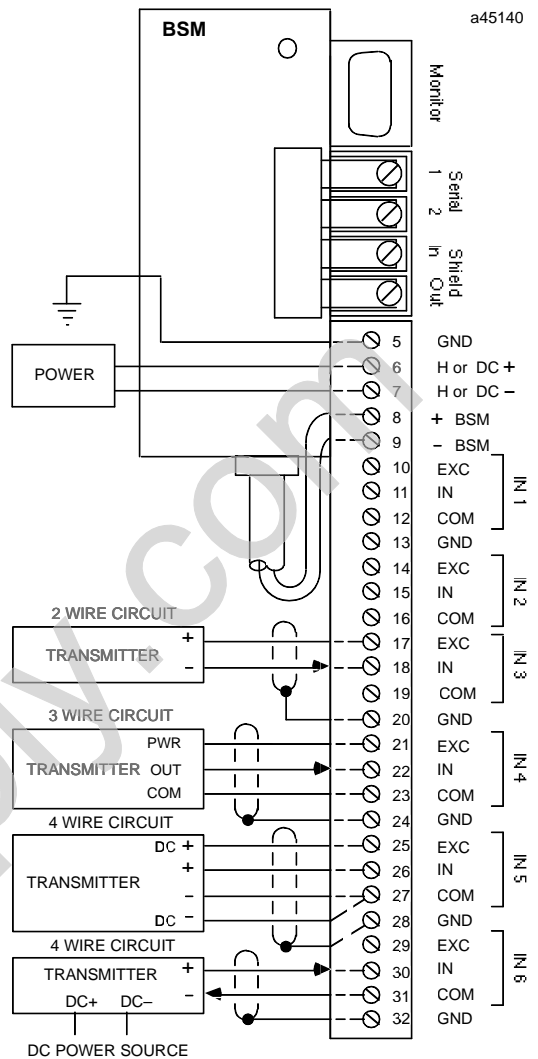 a45140
BSM
Monitor
Serial
1 2
Shield
In Out
5 GND
6 H or DC +
7 H or DC –
8 + BSM
9 – BSM
10 EXC
11 IN
12 COM
IN 1
13 GND
14 EXC
15 IN
16 COM
IN 2
17 EXC
18 IN
19 COM
IN 3
20 GND
21 EXC
22 IN
23 COM
IN 4
24 GND
25 EXC
26 IN
27 COM
IN 5
28 GND
29 EXC
30 IN
31 COM
IN 6
32 GND
POWER
2 WIRE CIRCUIT
TRANSMITTER
+
–
3 WIRE CIRCUIT
PWR
TRANSMITTER OUT
COM
4 WIRE CIRCUIT
DC +
+
TRANSMITTER
–
DC –
4 WIRE CIRCUIT
TRANSMITTER +
–
DC+ DC–
DC POWER SOURCE
py.com